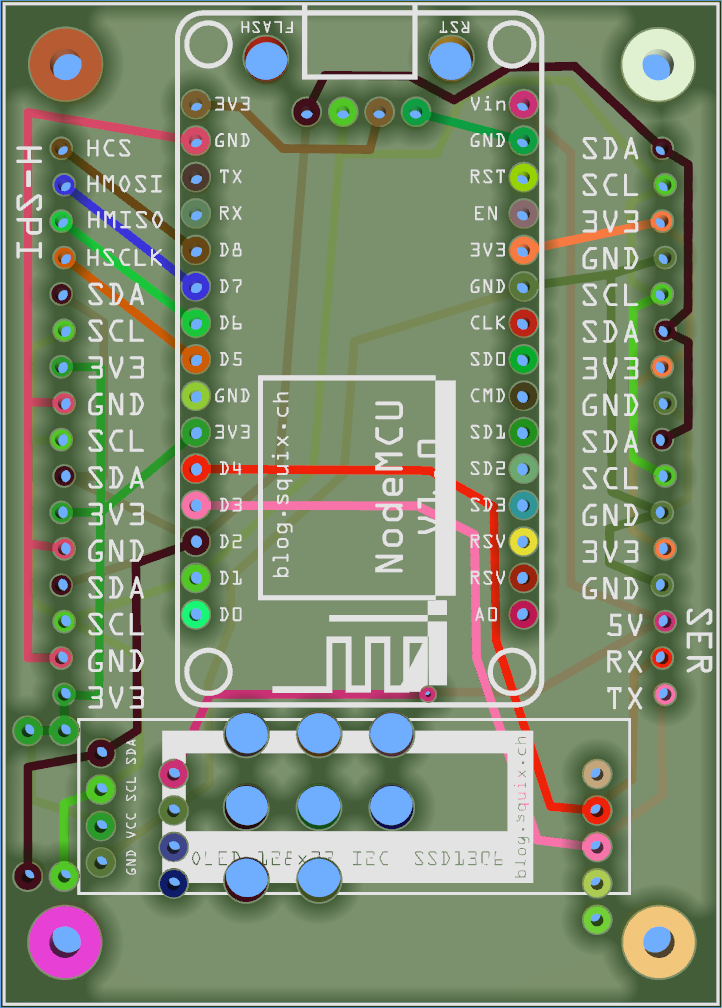 FLASH
RST
3V3
GND
TX
RX
D8
D7
D6
D5
GND
3V3
D4
D3
D2
D1
D0
Vin
GND
RST
EN
3V3
GND
CLK
SD0
CMD
SD1
SD2
SD3
RSV
RSV
A0
H-SPI
HCS
HMOSI
HMISO
HSCLK
SDA
SCL
3V3
GND
SCL
SDA
3V3
GND
SDA
SCL
GND
3V3
SDA
SCL
3V3
GND
SCL
SDA
3V3
GND
SDA
SCL
GND
3V3
GND
5V
RX
TX
SER
blog.squix.ch
NodeMCU
V1.0
GND VCC SCL SDA
OLED 128x32 I2C SSD1306
blog.squix.ch